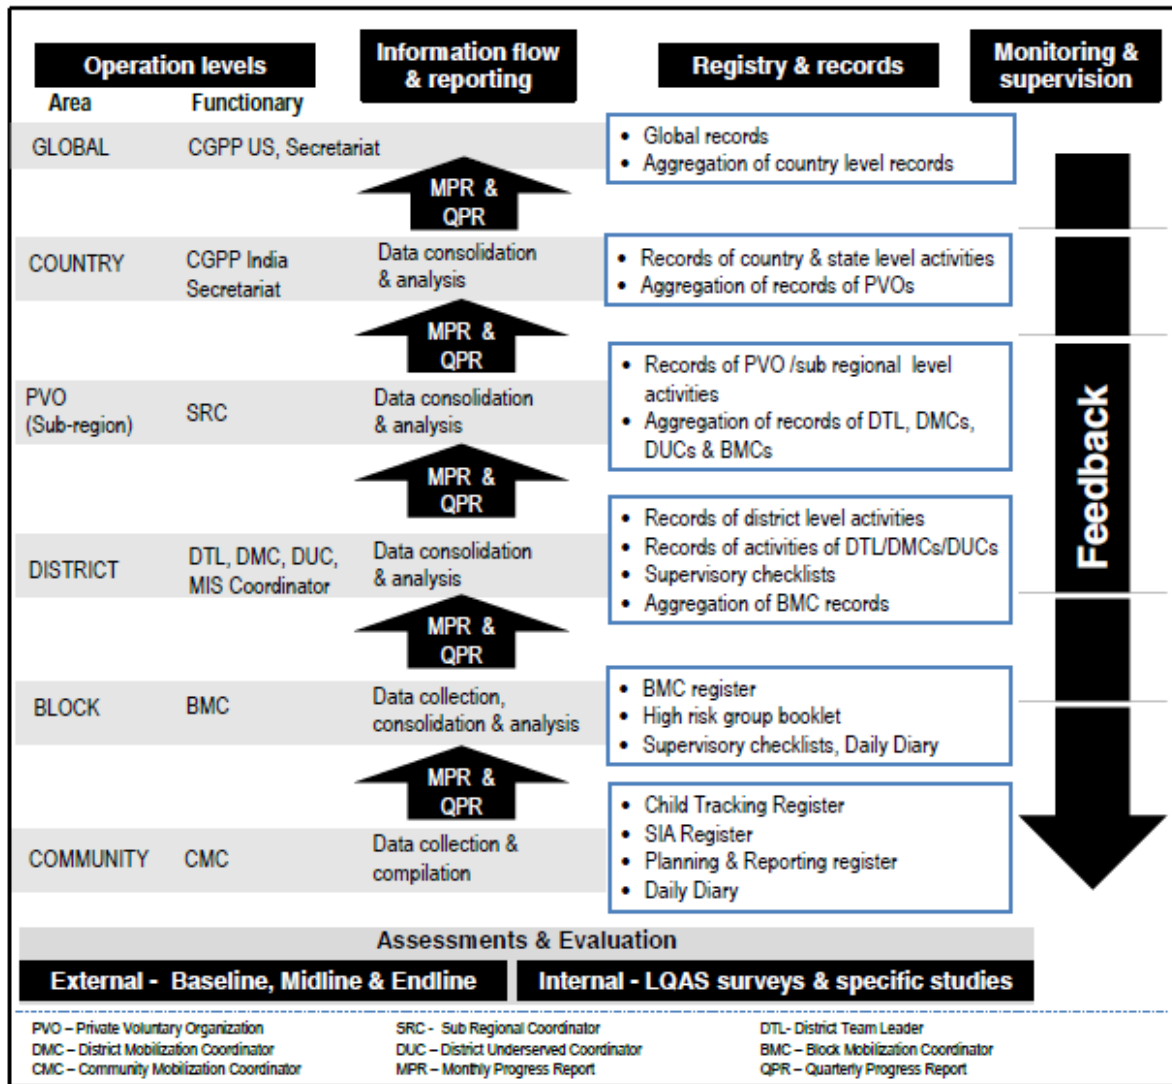 Operation levels
Information flow
& reporting
Registry & records
Monitoring &
supervision
Area
Functionary
GLOBAL
CGPP US, Secretariat
• Global records
• Aggregation of country level records
MPR &
QPR
COUNTRY
CGPP India
Secretariat
Data consolidation
& analysis
• Records of country & state level activities
• Aggregation of records of PVOs
MPR &
QPR
PVO
(Sub-region)
SRC
Data consolidation
& analysis
• Records of PVO /sub regional level
activities
• Aggregation of records of DTL, DMCs,
DUCs & BMCs
Feedback
MPR &
QPR
DISTRICT
DTL, DMC, DUC,
MIS Coordinator
Data consolidation
& analysis
• Records of district level activities
• Records of activities of DTL/DMCs/DUCs
• Supervisory checklists
• Aggregation of BMC records
MPR &
QPR
BLOCK
BMC
Data collection,
consolidation & analysis
• BMC register
• High risk group booklet
• Supervisory checklists, Daily Diary
MPR &
QPR
COMMUNITY
CMC
Data collection &
compilation
• Child Tracking Register
• SIA Register
• Planning & Reporting register
• Daily Diary
Assessments & Evaluation
External - Baseline, Midline & Endline
Internal - LQAS surveys & specific studies
PVO – Private Voluntary Organization
SRC - Sub Regional Coordinator
DTL- District Team Leader
DMC – District Mobilization Coordinator
DUC – District Underserved Coordinator
BMC – Block Mobilization Coordinator
CMC – Community Mobilization Coordinator
MPR – Monthly Progress Report
QPR – Quarterly Progress Report